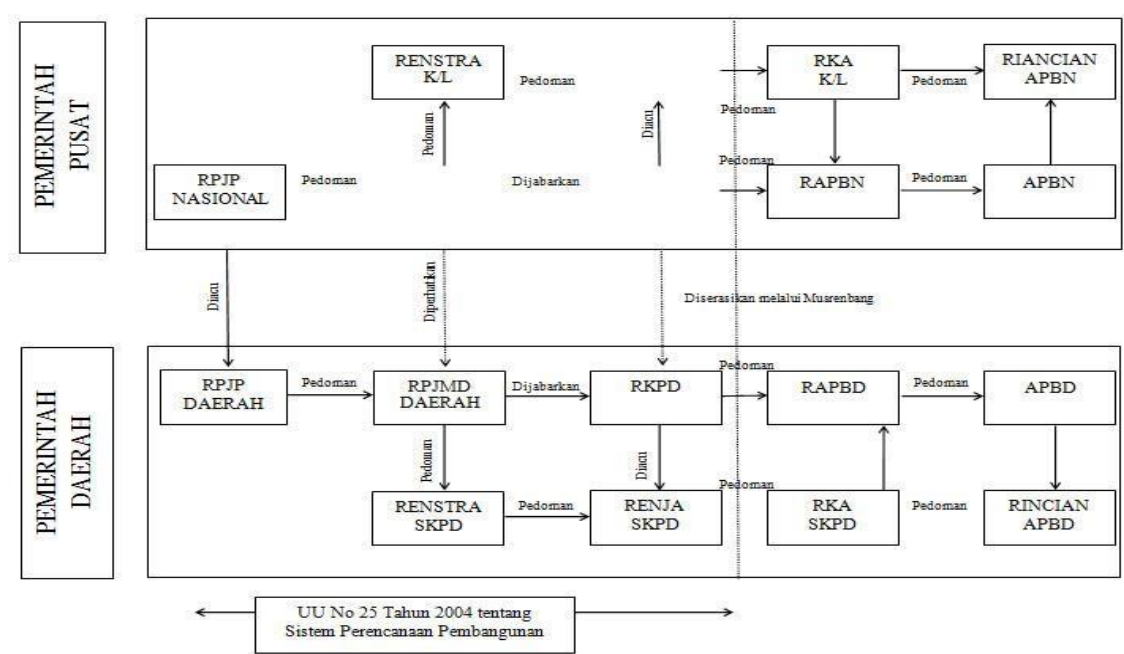 PEMERINTAH
PUSAT
RENSTRA
K/L
Pedoman
RKA
K/L
Pedoman
RIANCIAN
APBN
Pedoman
Diacu
Pedoman
RPJP
NASIONAL
Pedoman
Dijabarkan
Pedoman
RAPBN
Pedoman
APBN
Diacu
Diperhatikan
Diserasikan melalui Musrenbang
PEMERINTAH
DAERAH
RPJP
DAERAH
Pedoman
RPJMD
DAERAH
Dijabarkan
RKPD
Pedoman
RAPBD
Pedoman
APBD
Pedoman
Diacu
RENSTRA
SKPD
Pedoman
RENJA
SKPD
Pedoman
RKA
SKPD
Pedoman
RINCIAN
APBD
UU No 25 Tahun 2004 tentang
Sistem Perencanaan Pembangunan